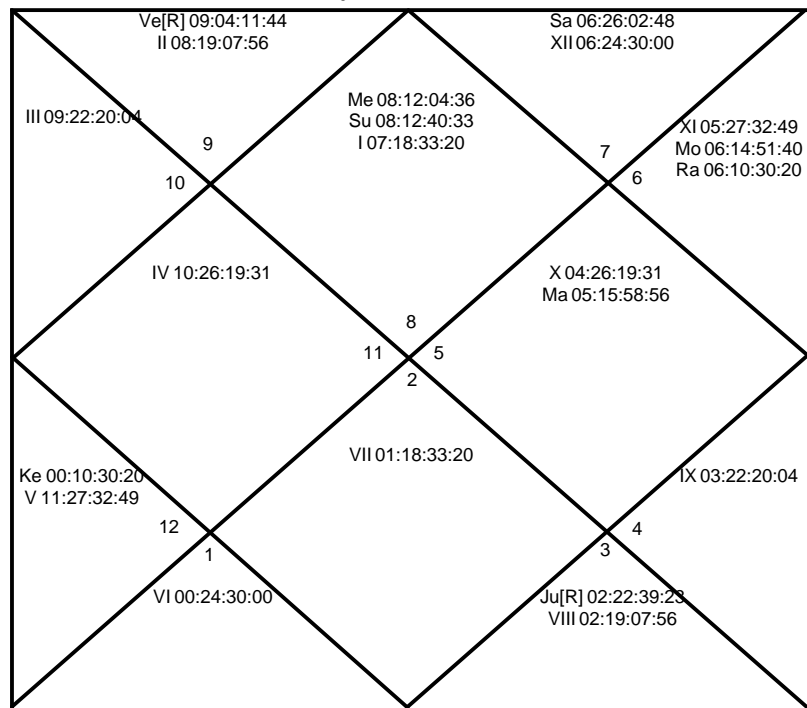 Ve[R] 09:04:11:44
II 08:19:07:56
Sa 06:26:02:48
XII 06:24:30:00
III 09:22:20:04
Me 08:12:04:36
Su 08:12:40:33
I 07:18:33:20
XI 05:27:32:49
Mo 06:14:51:40
Ra 06:10:30:20
9
7
10
6
IV 10:26:19:31
X 04:26:19:31
Ma 05:15:58:56
8
11
5
2
VII 01:18:33:20
Ke 00:10:30:20
V 11:27:32:49
IX 03:22:20:04
12
4
1
3
VI 00:24:30:00
Ju[R] 02:22:39:23
VIII 02:19:07:56